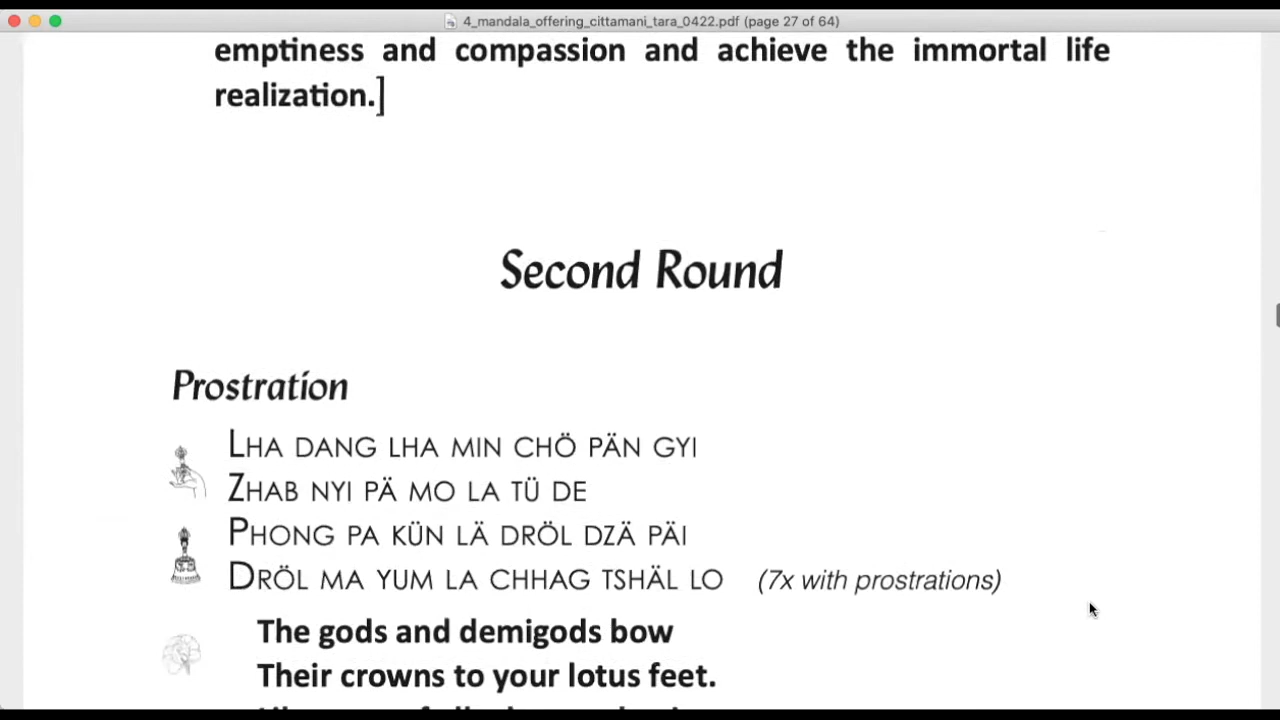 4_mandala_offering_cittamani_tara_0422.pdf (page 27 of 64)
emptiness and compassion and achieve the immortal life
realization.]
Second Round
Prostration
LHA DANG LHA MIN CHÖ PÄN GYI
ZHAB NYI PÄ MO LA TÜ DE
PHONG PA KÜN LÄ DRÖL DZÄ PÄI
DRÖL MA YUM LA CHHAG TSHÄL LO (7x with prostrations)
The gods and demigods bow
Their crowns to your lotus feet.